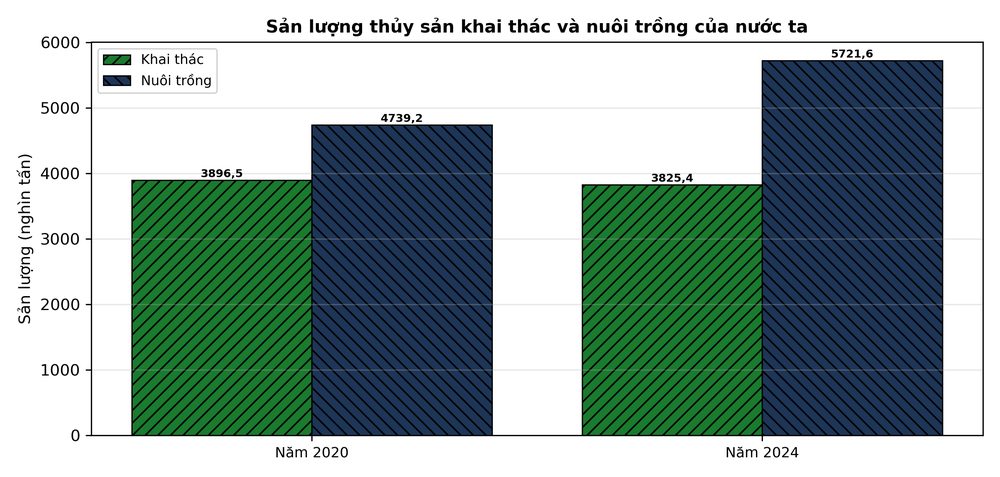 Sản lượng thủy sản khai thác và nuôi trồng của nước ta
Khai thác
Nuôi trồng
Sản lượng (nghìn tấn)
6000
5000
4000
3000
2000
1000
0
3896,5
4739,2
3825,4
5721,6
Năm 2020
Năm 2024